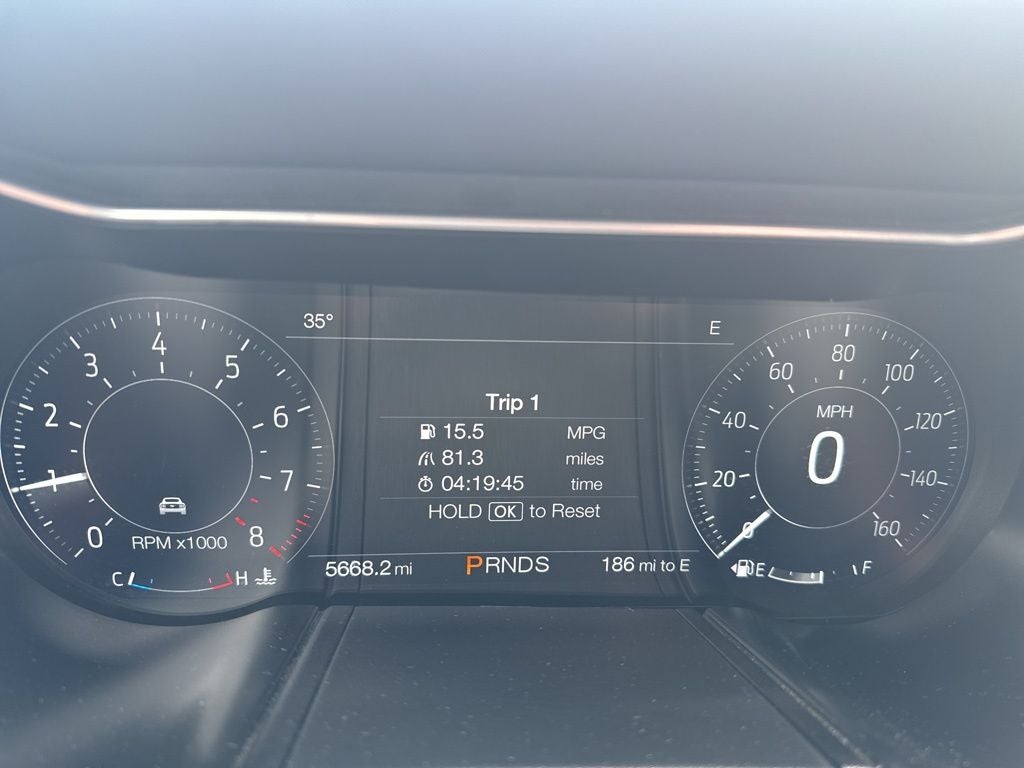 35°
E
0 1 2 3 4 5 6 7 8
RPM x1000
C H
Trip 1
15.5 MPG
81.3 miles
04:19:45 time
HOLD OK to Reset
5668.2 mi PRNDS 186 mi to E
0 20 40 60 80 100 120 140 160
MPH
0
E F